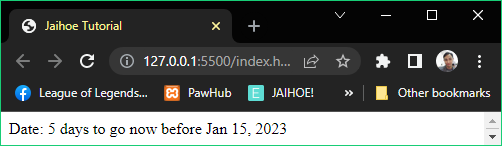 Jaihoe Tutorial
127.0.0.1:5500/index.h...
League of Legends... PawHub JAIHOE! » Other bookmarks
Date: 5 days to go now before Jan 15, 2023